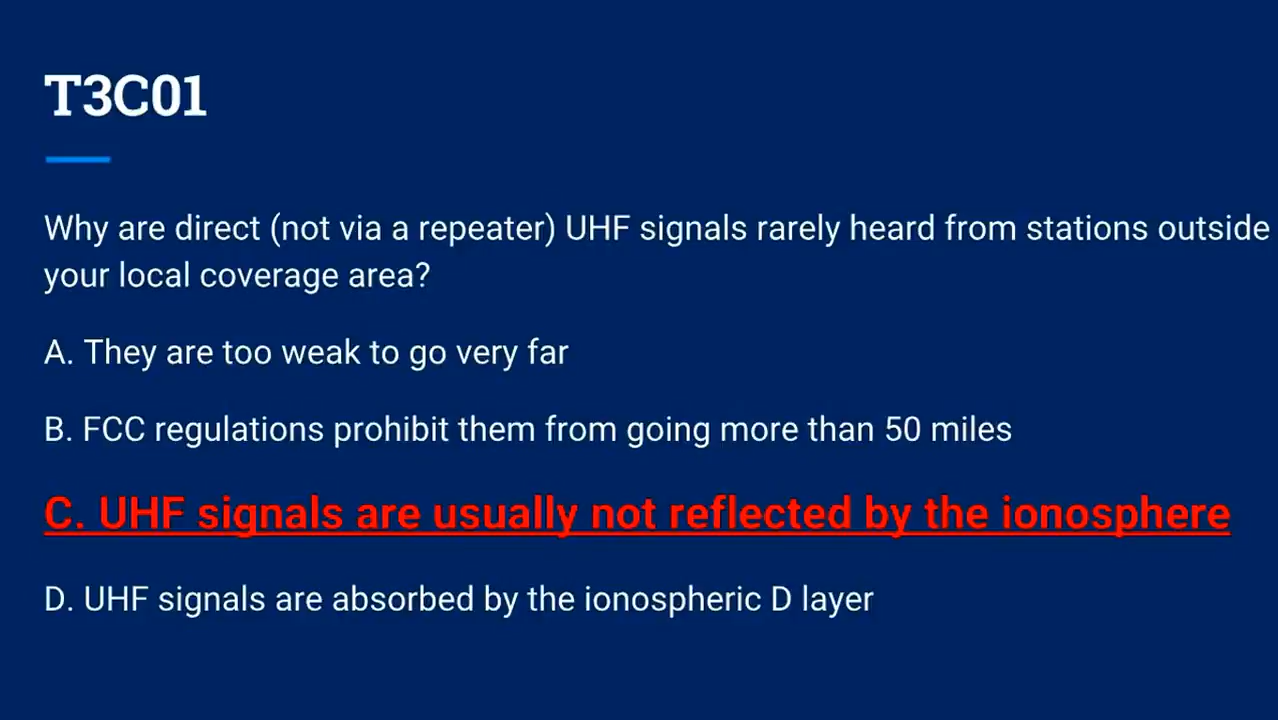 T3C01
Why are direct (not via a repeater) UHF signals rarely heard from stations outside
your local coverage area?
A. They are too weak to go very far
B. FCC regulations prohibit them from going more than 50 miles
C. UHF signals are usually not reflected by the ionosphere
D. UHF signals are absorbed by the ionospheric D layer